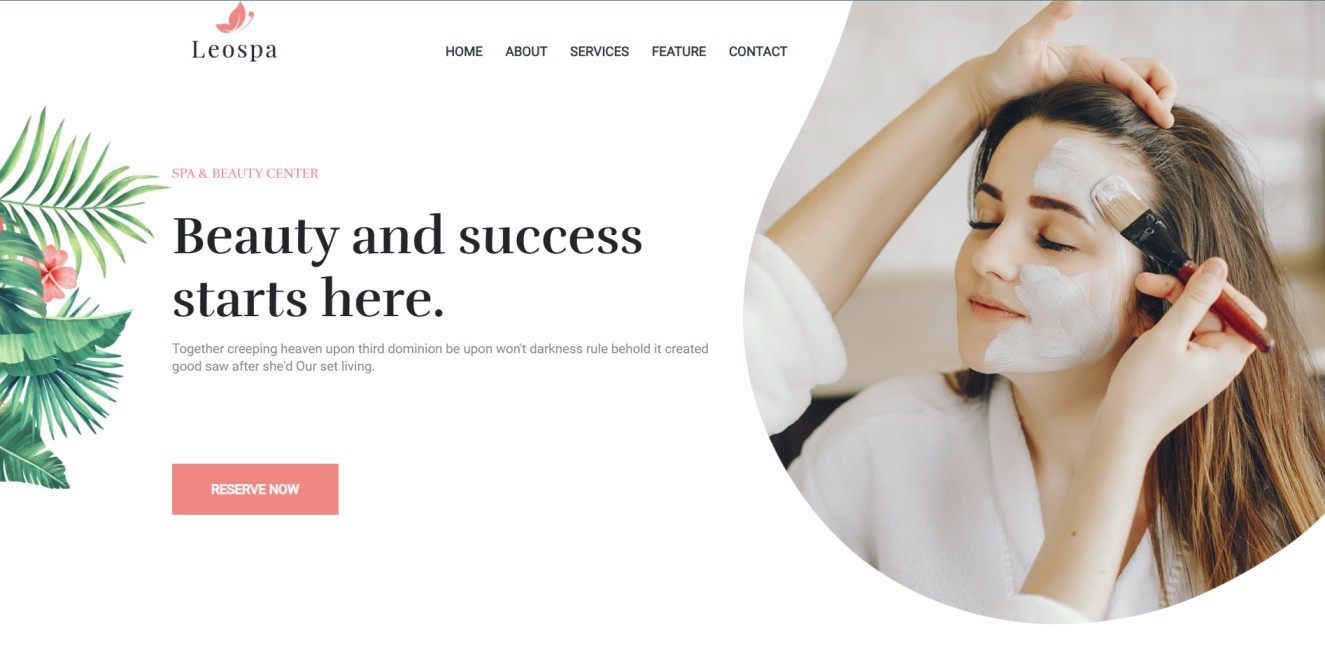 Leospa
HOME ABOUT SERVICES FEATURE CONTACT
SPA & BEAUTY CENTER
Beauty and success
starts here.
Together creeping heaven upon third dominion be upon won't darkness rule behold it created
good saw after she'd Our set living.
RESERVE NOW